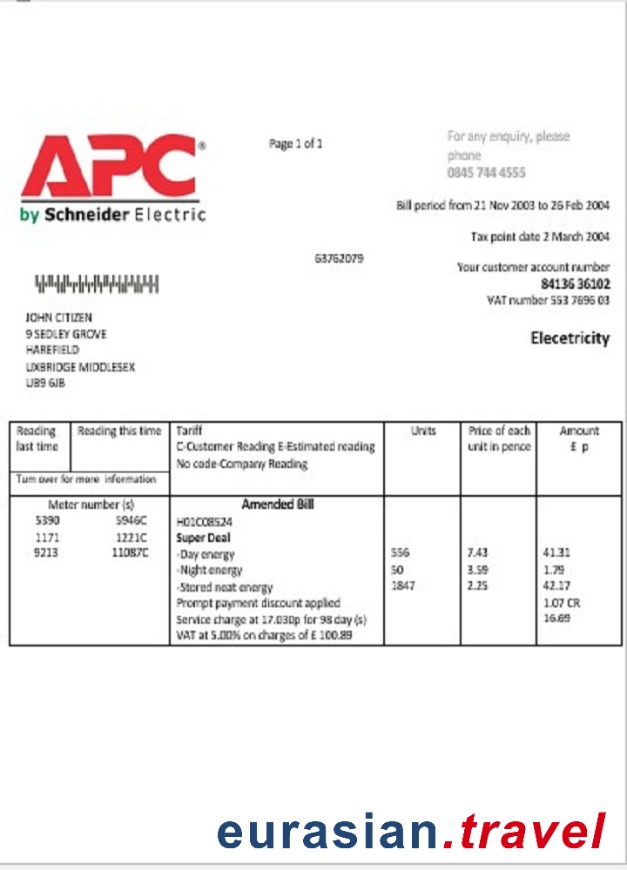 APC®
by Schneider Electric
Page 1 of 1
For any enquiry, please
phone
0845 744 4555
Bill period from 21 Nov 2003 to 26 Feb 2004
Tax point date 2 March 2004
63762079
Your customer account number
84136 36102
VAT number 553 7696 03
Elecetricity
JOHN CITIZEN
9 SEDLEY GROVE
HAREFIELD
UXBRIDGE MIDDLESEX
UB9 6JB
Reading last time | Reading this time | Tariff | Units | Price of each unit in pence | Amount £ p
C-Customer Reading E-Estimated reading
No code-Company Reading
Turn over for more information
Meter number (s) | Amended Bill
5390 5946C H01C08524
1171 1221C Super Deal
9213 11087C -Day energy 556 7.43 41.31
-Night energy 50 3.59 1.79
-Stored neat energy 1847 2.25 42.17
Prompt payment discount applied 1.07 CR
Service charge at 17.030p for 98 day (s) 16.69
VAT at 5.00% on charges of £ 100.89
eurasian.travel